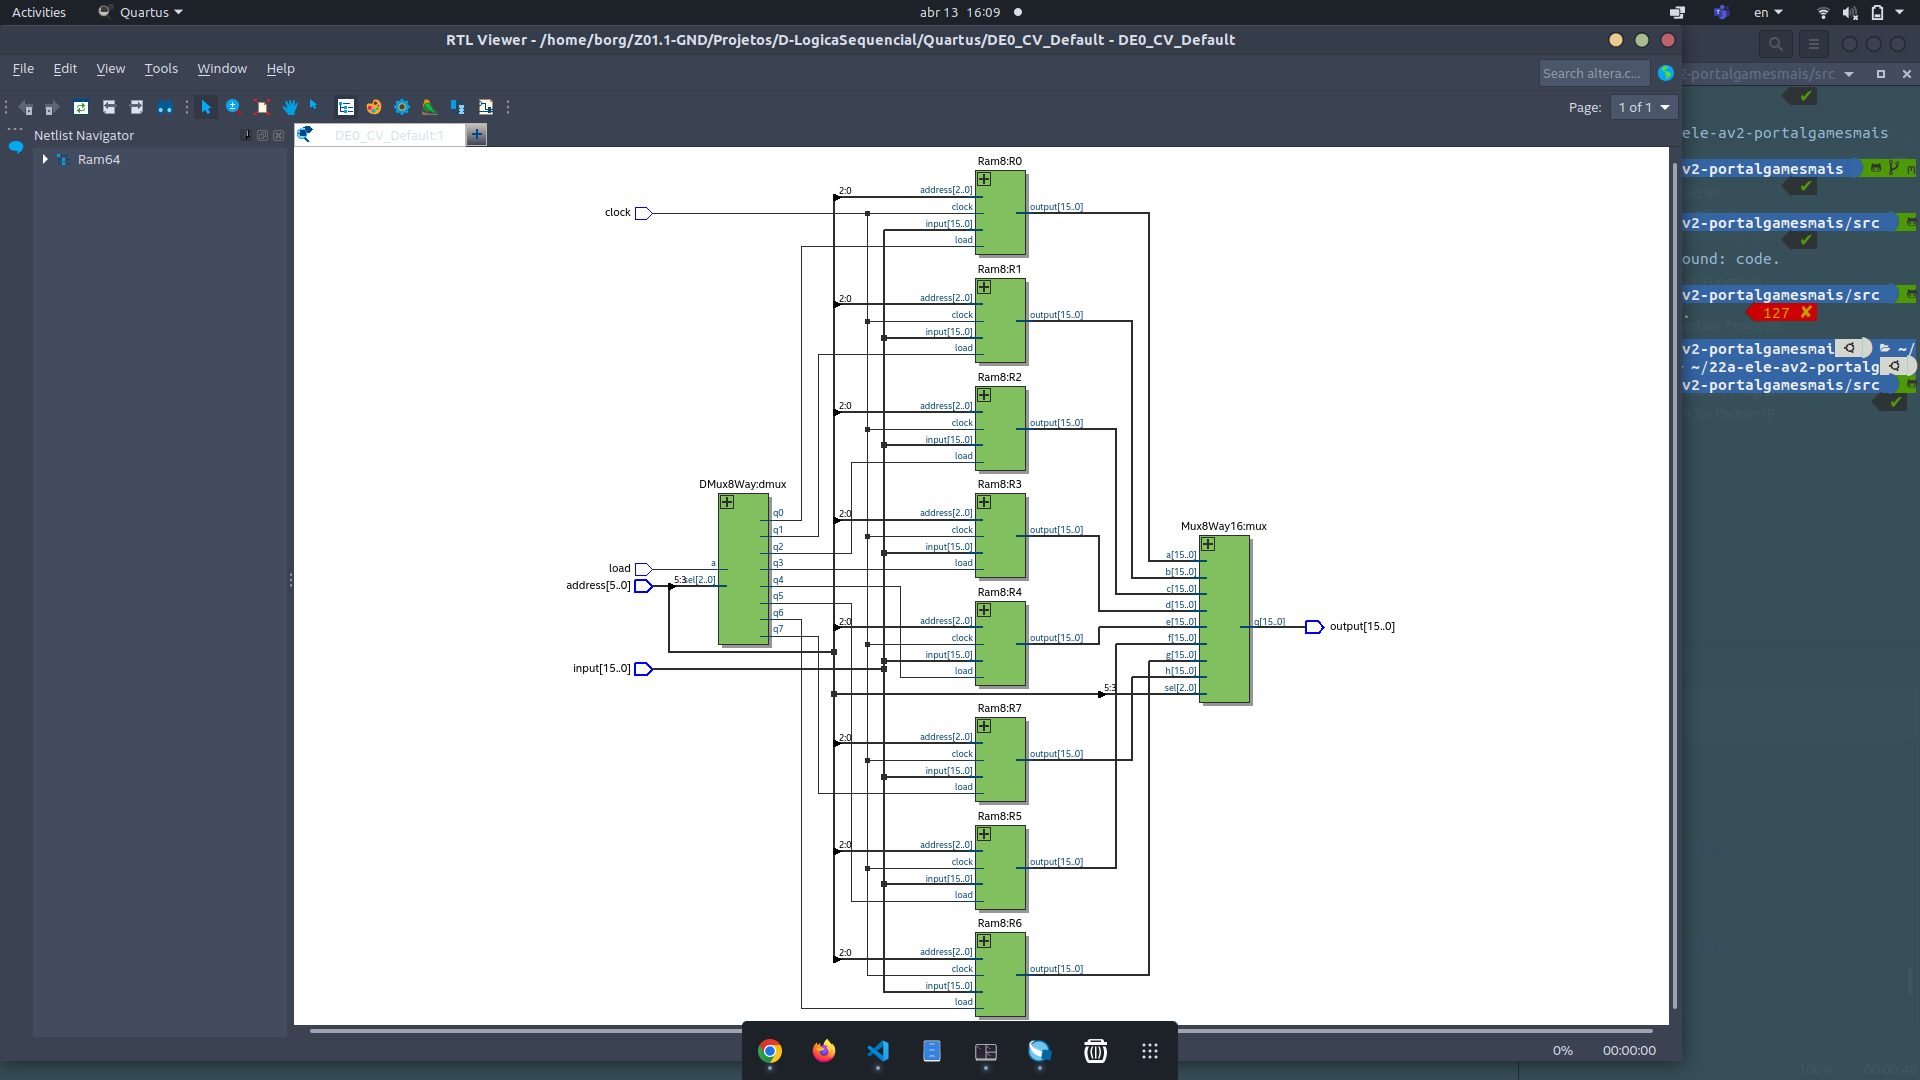 Activities
Quartus
abr 13 16:09
en
RTL Viewer - /home/borg/Z01.1-GND/Projetos/D-LogicaSequencial/Quartus/DE0_CV_Default - DE0_CV_Default
File Edit View Tools Window Help
Search altera.c...
Page: 1 of 1
Netlist Navigator
Ram64
DE0_CV_Default:1
2-portalgamesmais/src
ele-av2-portalgamesmais
v2-portalgamesmais
v2-portalgamesmais/src
ound: code.
v2-portalgamesmais/src
127
v2-portalgamesmai
~/
~/22a-ele-av2-portalg
v2-portalgamesmais/src
clock
Ram8:R0
2:0
address[2..0]
clock
input[15..0]
load
output[15..0]
Ram8:R1
2:0
address[2..0]
clock
input[15..0]
load
output[15..0]
Ram8:R2
2:0
address[2..0]
clock
input[15..0]
load
output[15..0]
DMux8Way:dmux
q0
q1
q2
q3
q4
q5
q6
q7
load
a
address[5..0]
5:3
sel[2..0]
input[15..0]
Ram8:R3
2:0
address[2..0]
clock
input[15..0]
load
output[15..0]
Ram8:R4
2:0
address[2..0]
clock
input[15..0]
load
output[15..0]
Mux8Way16:mux
a[15..0]
b[15..0]
c[15..0]
d[15..0]
e[15..0]
f[15..0]
g[15..0]
h[15..0]
5:3
sel[2..0]
q[15..0]
output[15..0]
Ram8:R7
2:0
address[2..0]
clock
input[15..0]
load
output[15..0]
Ram8:R5
2:0
address[2..0]
clock
input[15..0]
load
output[15..0]
Ram8:R6
2:0
address[2..0]
clock
input[15..0]
load
output[15..0]
0% 00:00:00
100% 00:00:46